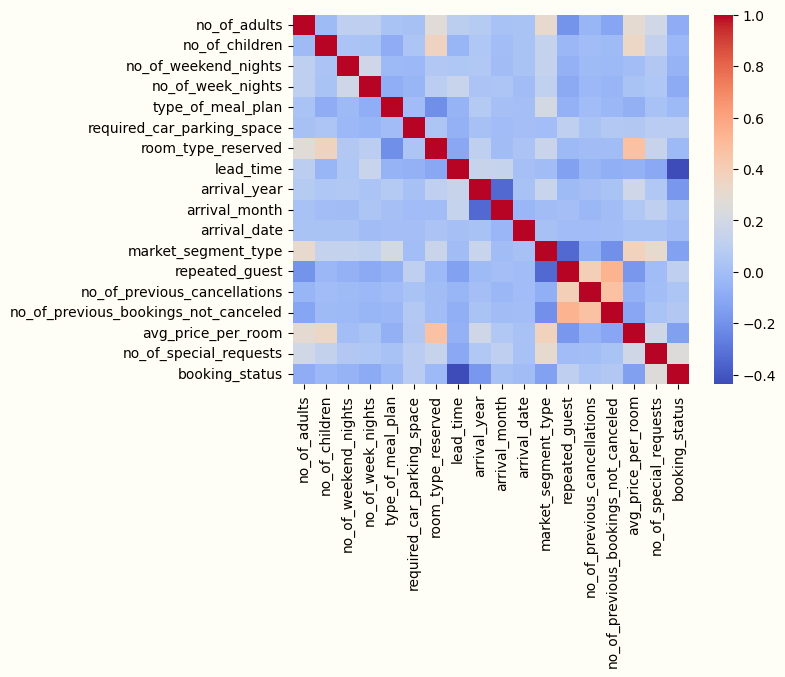 no_of_adults
no_of_children
no_of_weekend_nights
no_of_week_nights
type_of_meal_plan
required_car_parking_space
room_type_reserved
lead_time
arrival_year
arrival_month
arrival_date
market_segment_type
repeated_guest
no_of_previous_cancellations
no_of_previous_bookings_not_canceled
avg_price_per_room
no_of_special_requests
booking_status
no_of_adults
no_of_children
no_of_weekend_nights
no_of_week_nights
type_of_meal_plan
required_car_parking_space
room_type_reserved
lead_time
arrival_year
arrival_month
arrival_date
market_segment_type
repeated_guest
no_of_previous_cancellations
no_of_previous_bookings_not_canceled
avg_price_per_room
no_of_special_requests
booking_status
1.0
0.8
0.6
0.4
0.2
0.0
−0.2
−0.4